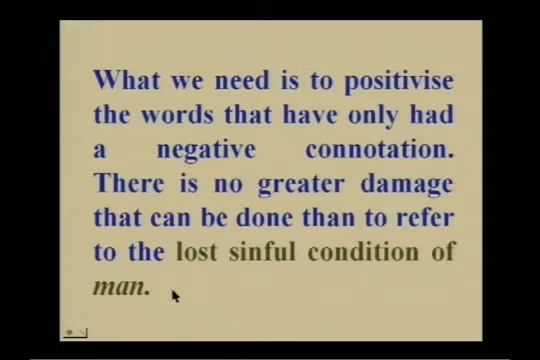 What we need is to positivise
the words that have only had
a negative connotation.
There is no greater damage
that can be done than to refer
to the lost sinful condition of
man.